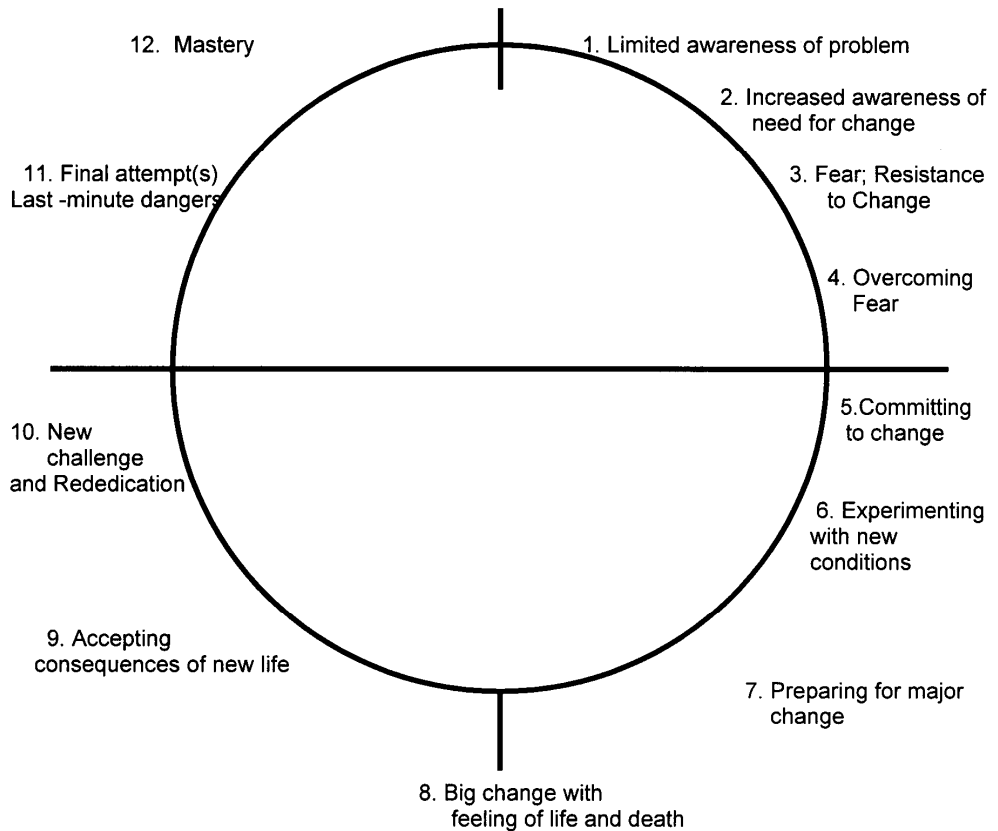 1. Limited awareness of problem
2. Increased awareness of
need for change
3. Fear; Resistance
to Change
4. Overcoming
Fear
5.Committing
to change
6. Experimenting
with new
conditions
7. Preparing for major
change
8. Big change with
feeling of life and death
9. Accepting
consequences of new life
10. New
challenge
and Rededication
11. Final attempt(s)
Last -minute dangers
12. Mastery